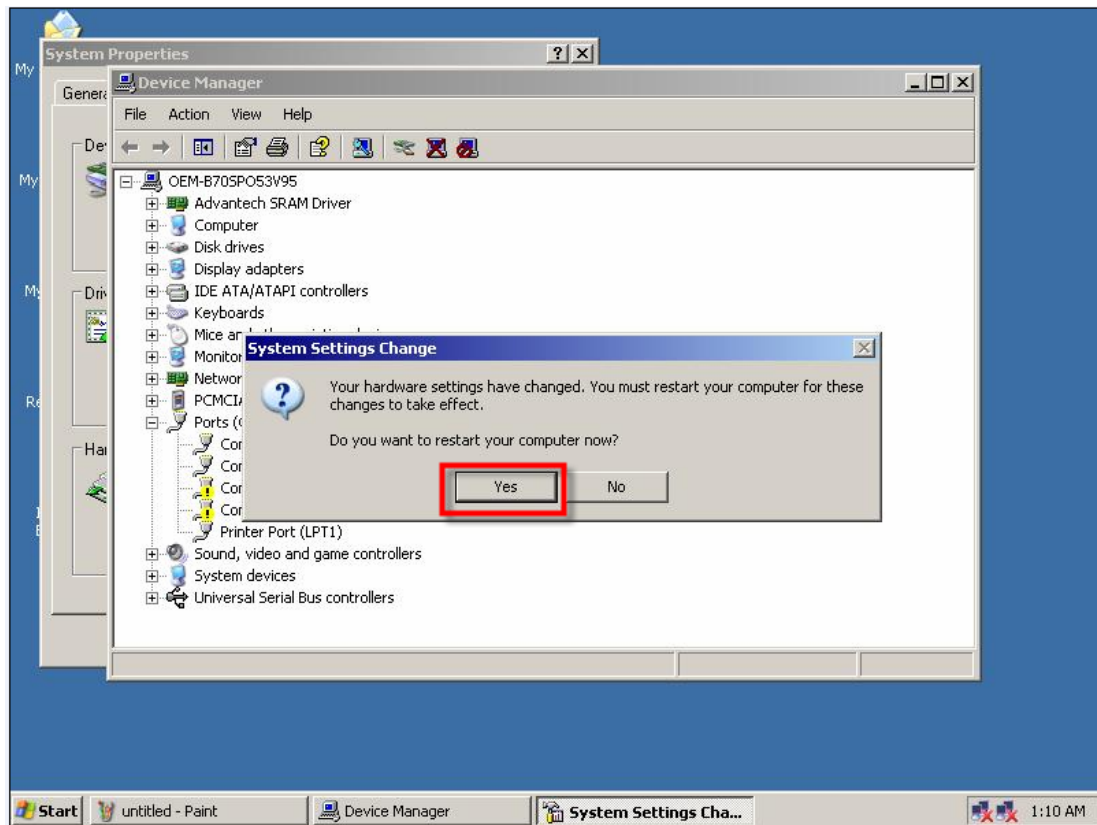 My
System Properties
Device Manager
File Action View Help
My
OEM-B70SPO53V95
Advantech SRAM Driver
Computer
Disk drives
Display adapters
IDE ATA/ATAPI controllers
Keyboards
Mice
System Settings Change
Your hardware settings have changed. You must restart your computer for these
changes to take effect.
Do you want to restart your computer now?
Yes No
Printer Port (LPT1)
Sound, video and game controllers
System devices
Universal Serial Bus controllers
Start untitled - Paint Device Manager System Settings Cha... 1:10 AM